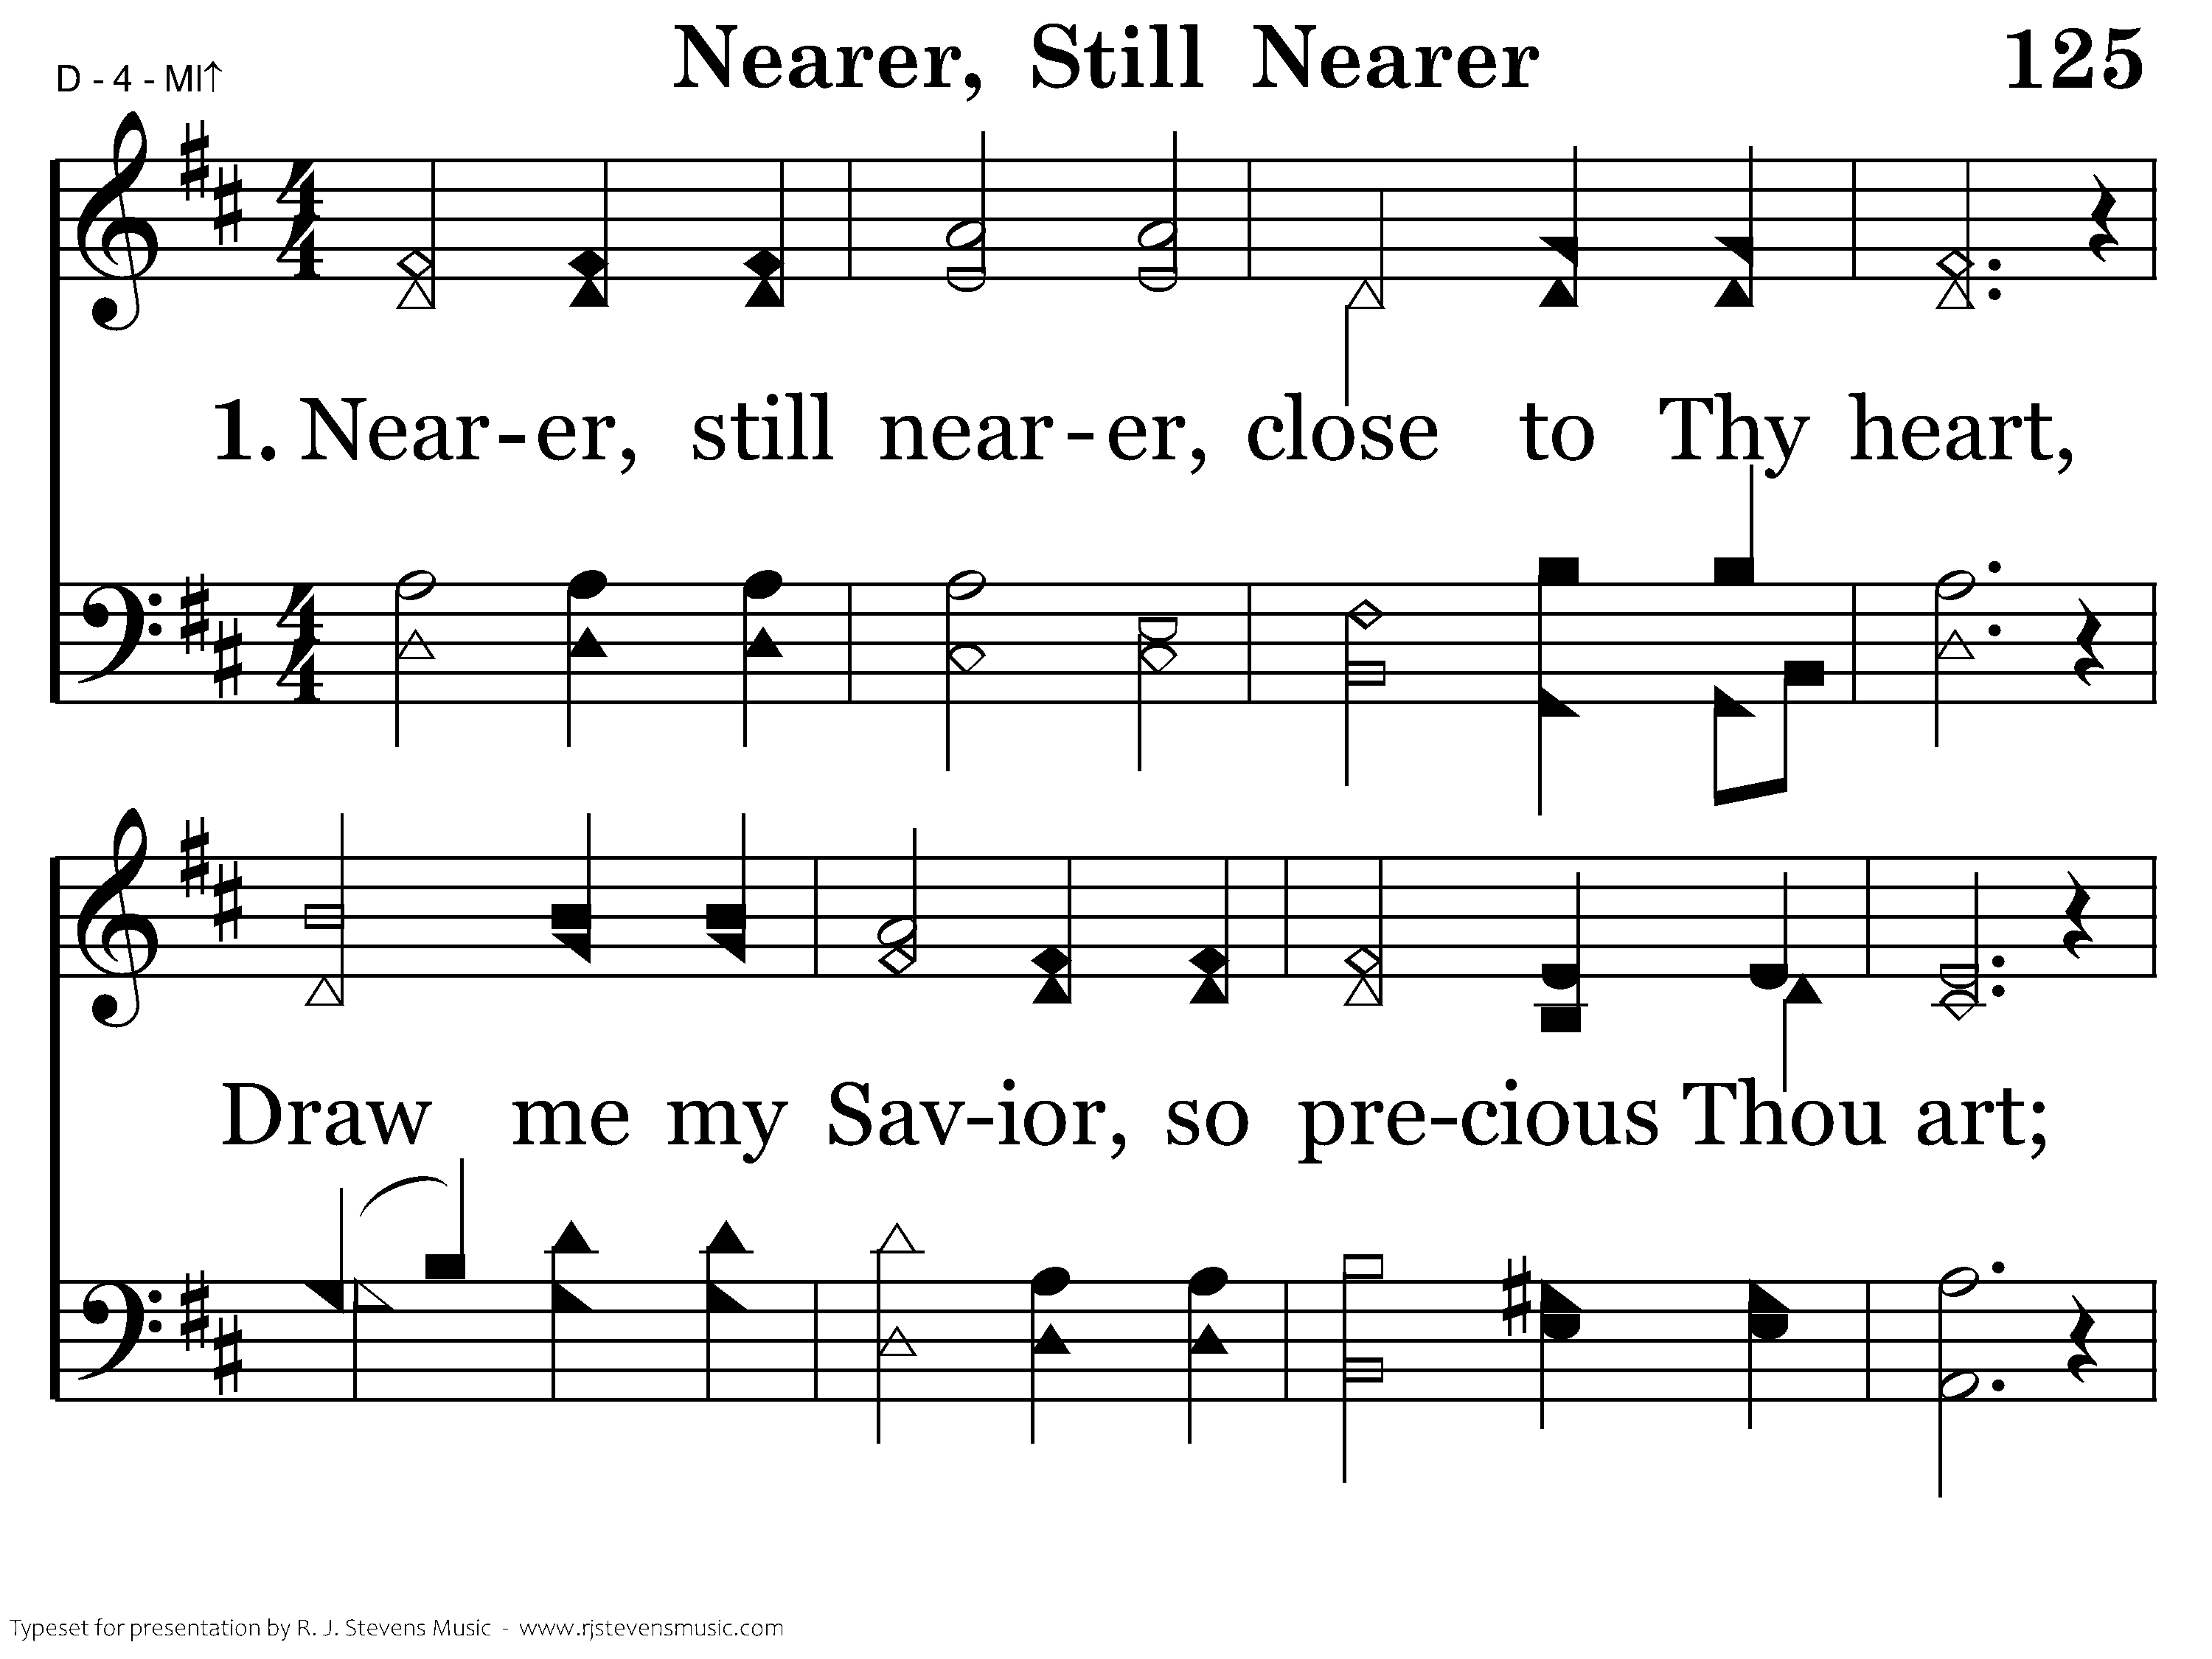 Nearer, Still Nearer
125
D - 4 - MI↑
1. Near-er, still near-er, close to Thy heart,
Draw me my Sav-ior, so pre-cious Thou art;
Typeset for presentation by R. J. Stevens Music - www.rjstevensmusic.com